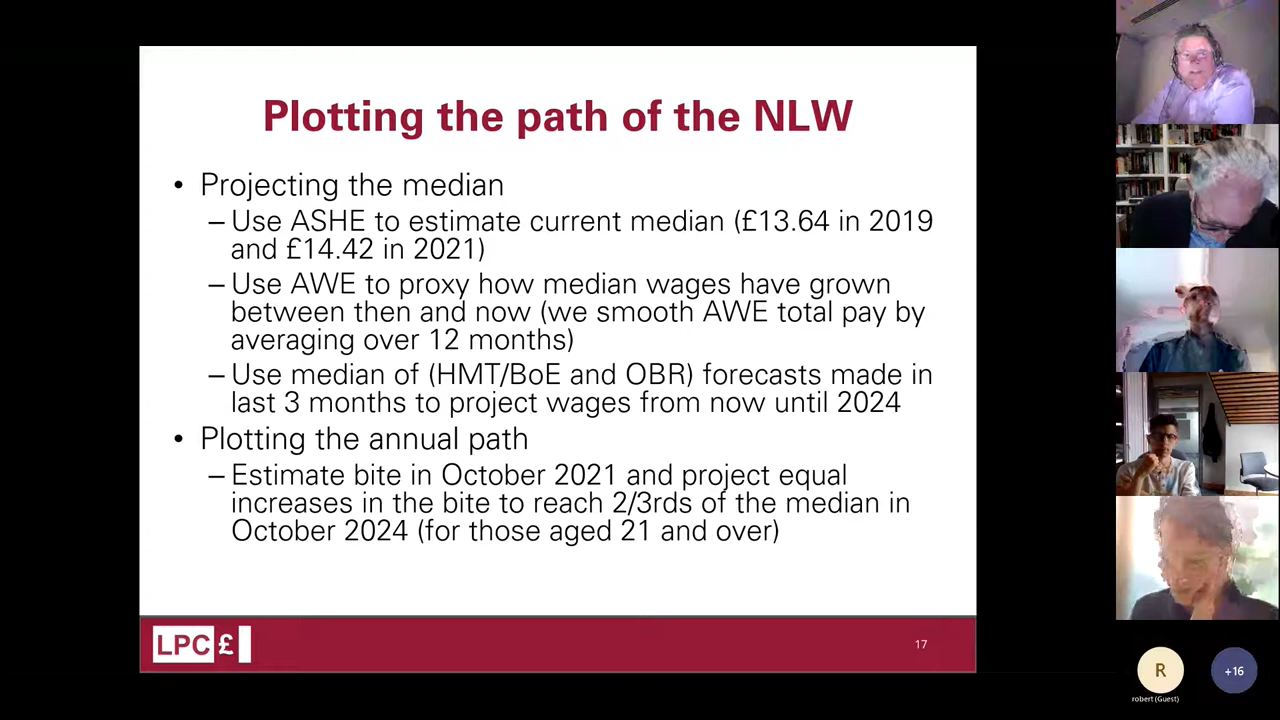 Plotting the path of the NLW
• Projecting the median
– Use ASHE to estimate current median (£13.64 in 2019
and £14.42 in 2021)
– Use AWE to proxy how median wages have grown
between then and now (we smooth AWE total pay by
averaging over 12 months)
– Use median of (HMT/BoE and OBR) forecasts made in
last 3 months to project wages from now until 2024
• Plotting the annual path
– Estimate bite in October 2021 and project equal
increases in the bite to reach 2/3rds of the median in
October 2024 (for those aged 21 and over)
LPC £
17
R
+16
robert (Guest)